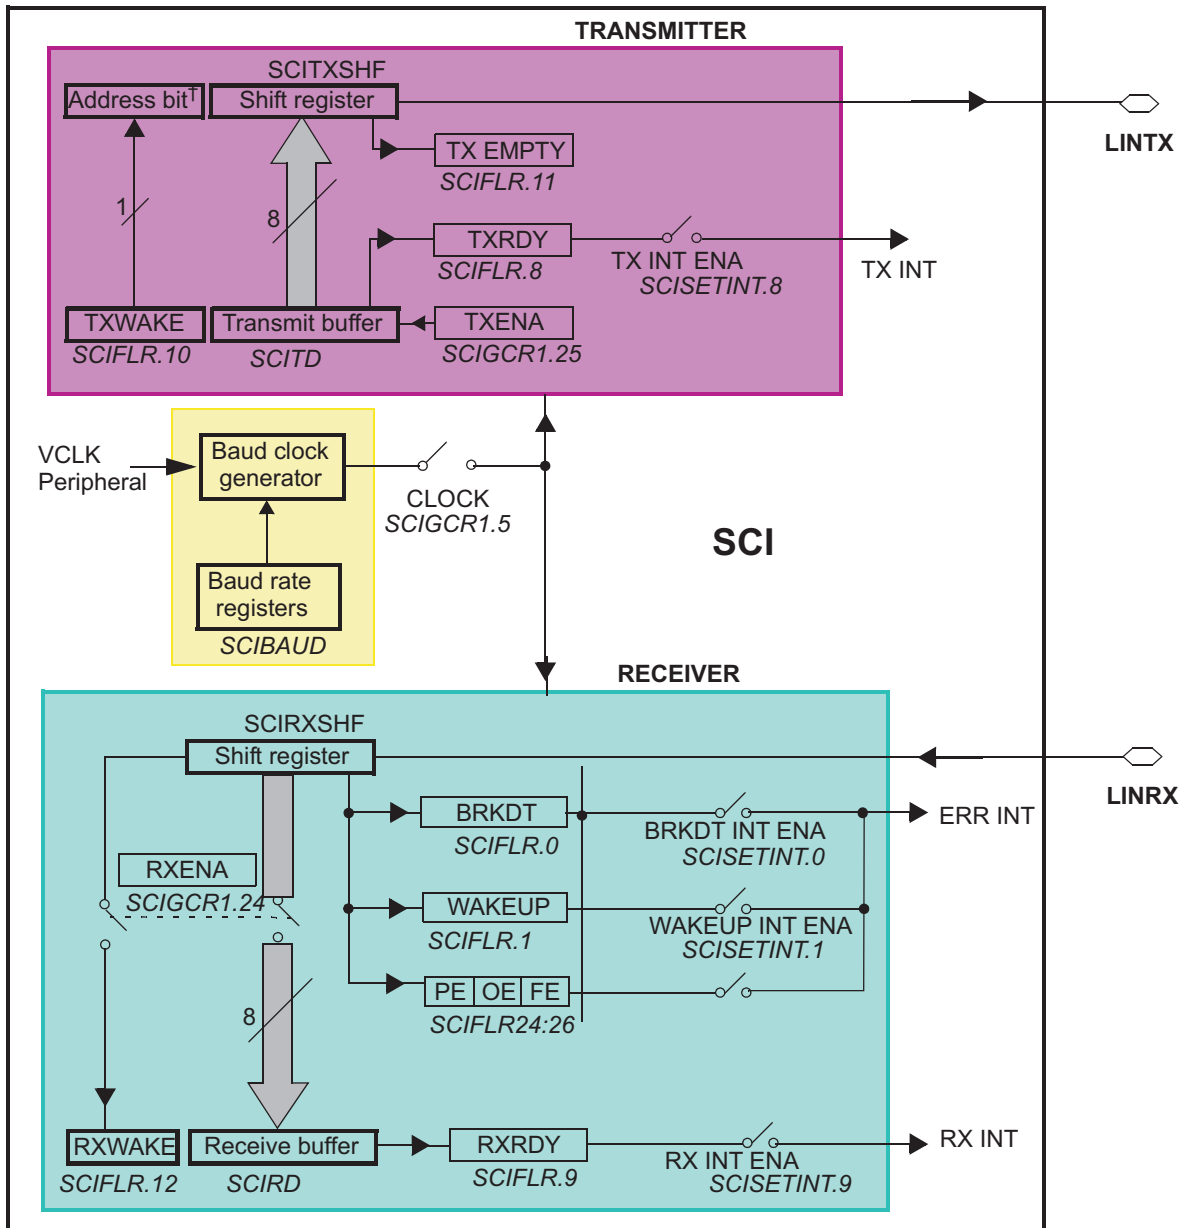 TRANSMITTER
SCITXSHF
Address bit†
Shift register
LINTX
TX EMPTY
SCIFLR.11
1
8
TXRDY
SCIFLR.8
TX INT ENA
SCISETINT.8
TX INT
TXWAKE
SCIFLR.10
Transmit buffer
SCITD
TXENA
SCIGCR1.25
VCLK
Peripheral
Baud clock
generator
CLOCK
SCIGCR1.5
SCI
Baud rate
registers
SCIBAUD
RECEIVER
SCIRXSHF
Shift register
LINRX
BRKDT
SCIFLR.0
BRKDT INT ENA
SCISETINT.0
ERR INT
RXENA
SCIGCR1.24
WAKEUP
SCIFLR.1
WAKEUP INT ENA
SCISETINT.1
PE OE FE
SCIFLR24:26
8
RXWAKE
SCIFLR.12
Receive buffer
SCIRD
RXRDY
SCIFLR.9
RX INT ENA
SCISETINT.9
RX INT